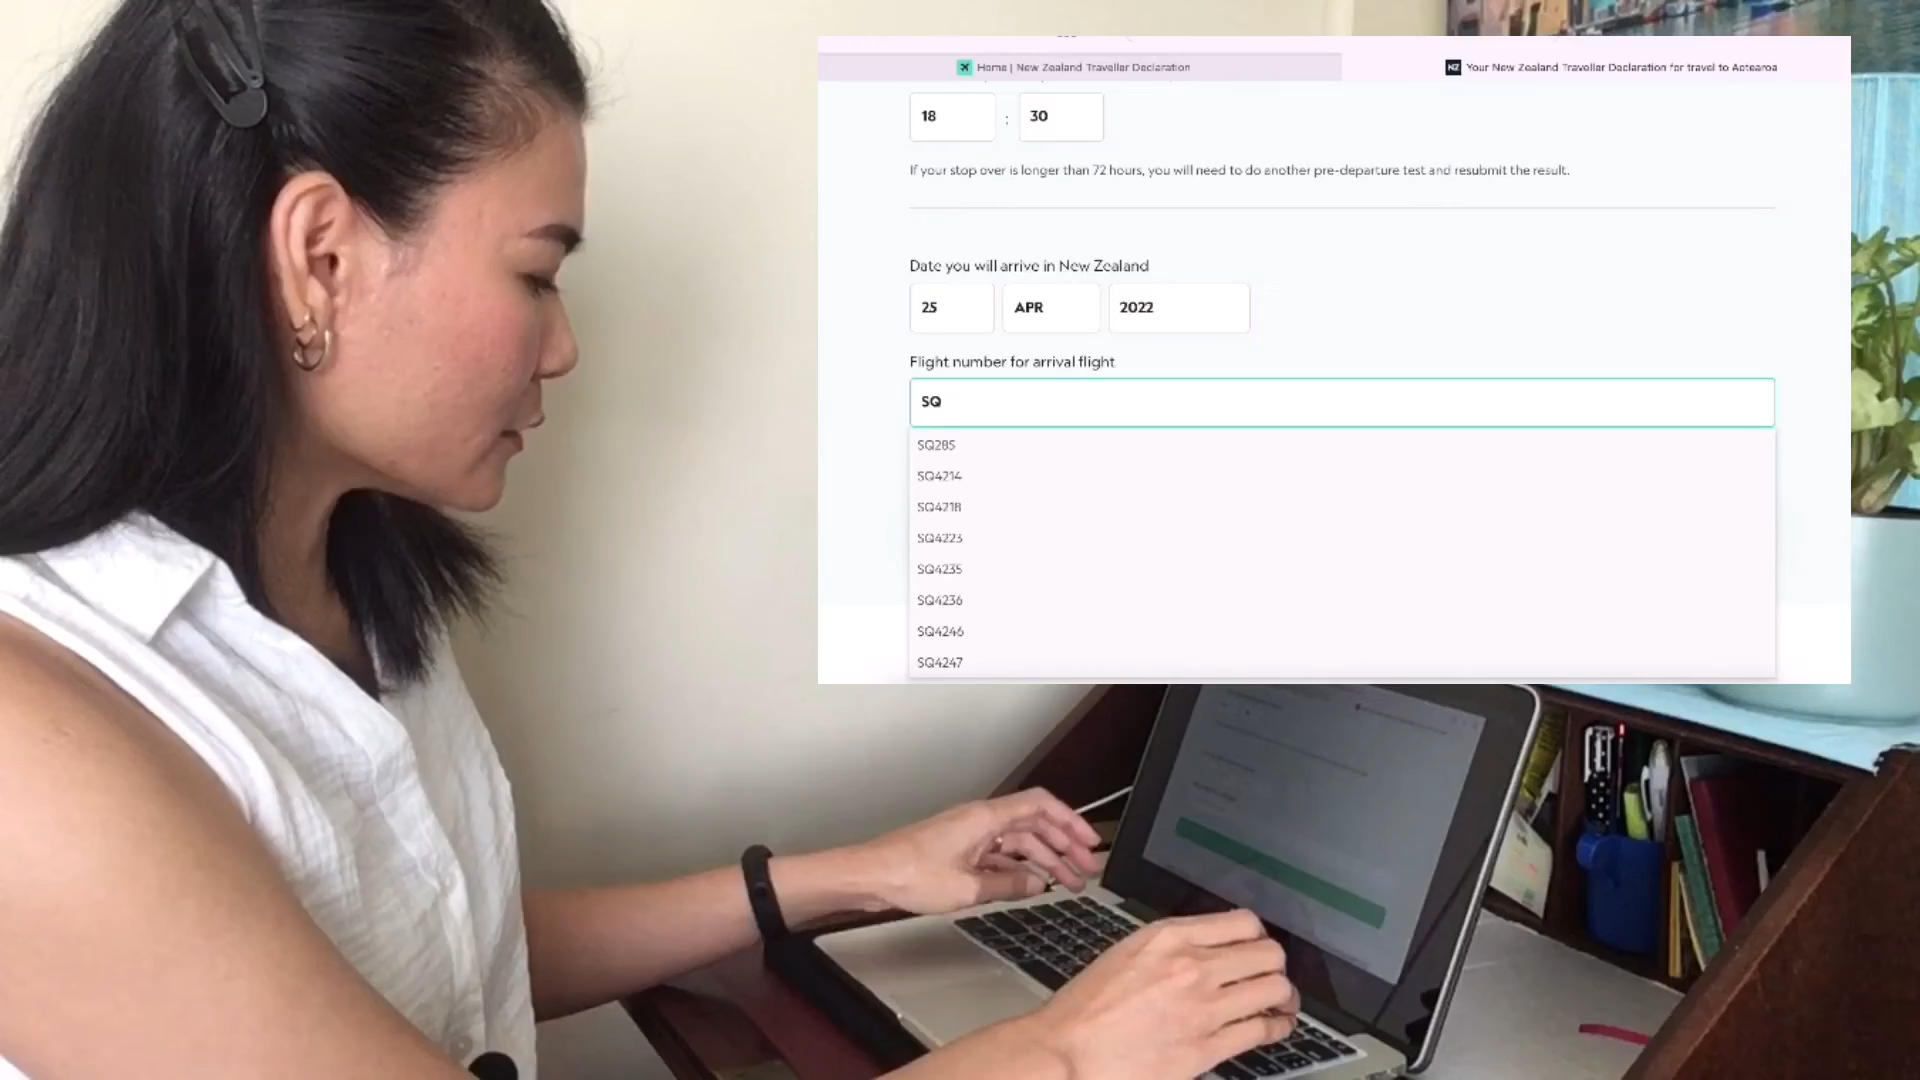 Home | New Zealand Traveller Declaration
NZ Your New Zealand Traveller Declaration for travel to Aotearoa
18 : 30
If your stop over is longer than 72 hours, you will need to do another pre-departure test and resubmit the result.
Date you will arrive in New Zealand
25 APR 2022
Flight number for arrival flight
SQ
SQ285
SQ4214
SQ4218
SQ4223
SQ4235
SQ4236
SQ4246
SQ4247